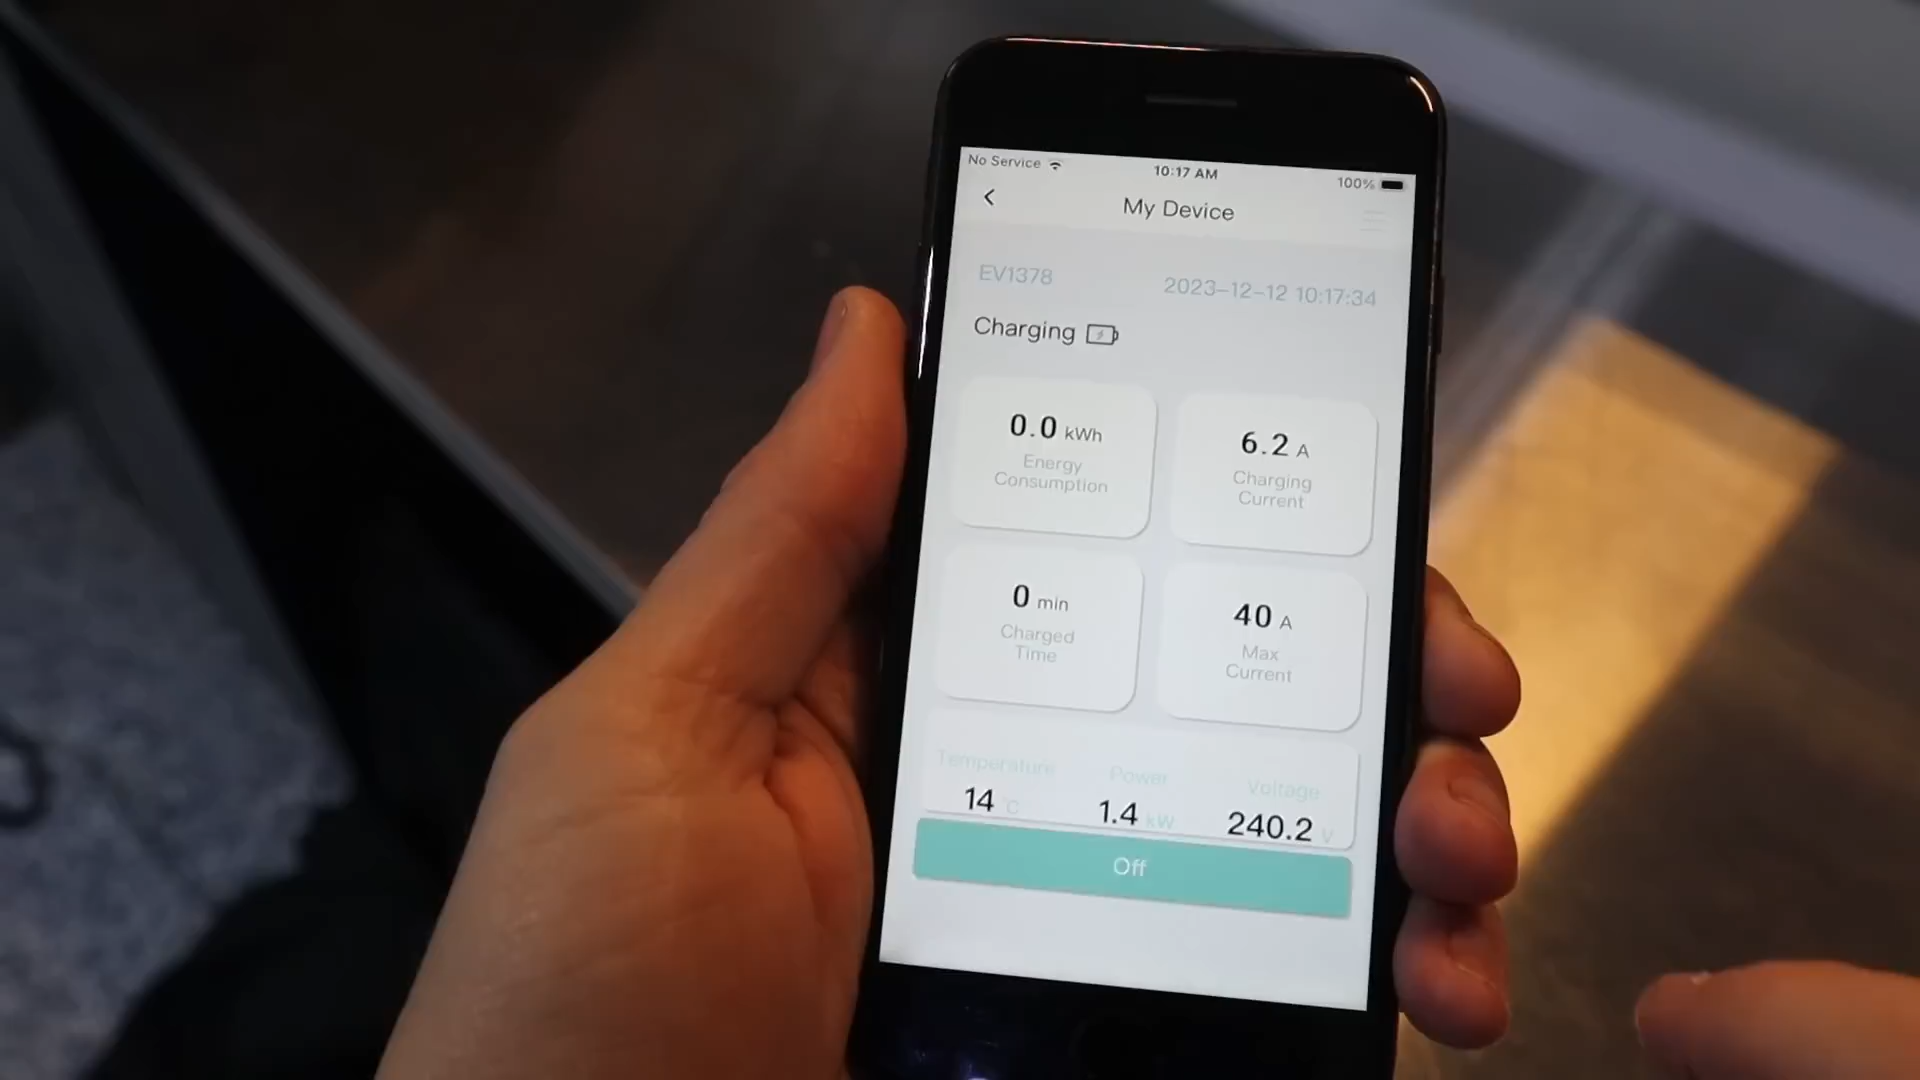 No Service
10:17 AM
100%
My Device
EV1378
2023-12-12 10:17:34
Charging
0.0 kWh
Energy
Consumption
6.2 A
Charging
Current
0 min
Charged
Time
40 A
Max
Current
Temperature
Power
Voltage
14 °C
1.4 kW
240.2 V
Off